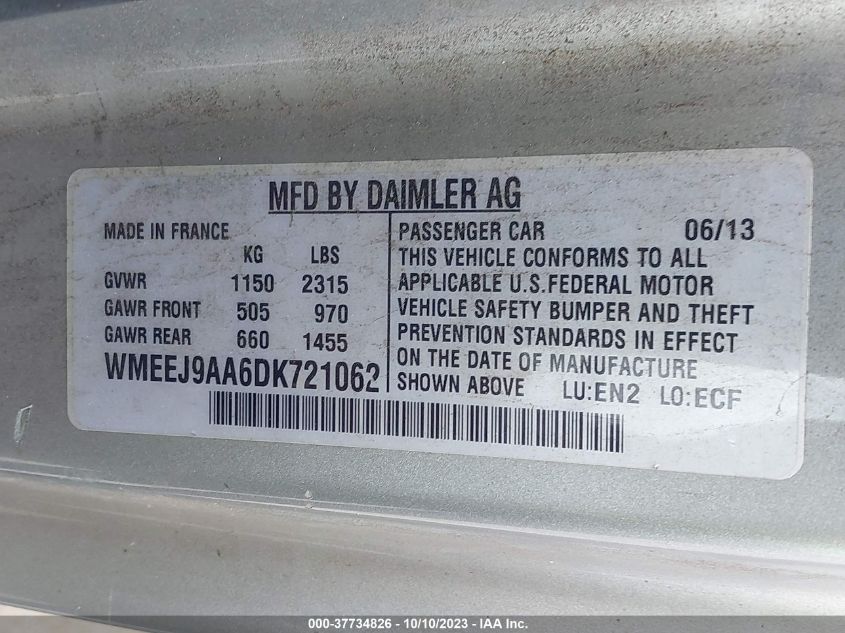 MFD BY DAIMLER AG
MADE IN FRANCE
KG LBS
GVWR 1150 2315
GAWR FRONT 505 970
GAWR REAR 660 1455
WMEEJ9AA6DK721062
PASSENGER CAR 06/13
THIS VEHICLE CONFORMS TO ALL
APPLICABLE U.S.FEDERAL MOTOR
VEHICLE SAFETY BUMPER AND THEFT
PREVENTION STANDARDS IN EFFECT
ON THE DATE OF MANUFACTURE
SHOWN ABOVE LU:EN2 LO:ECF
000-37734826 - 10/10/2023 - IAA Inc.